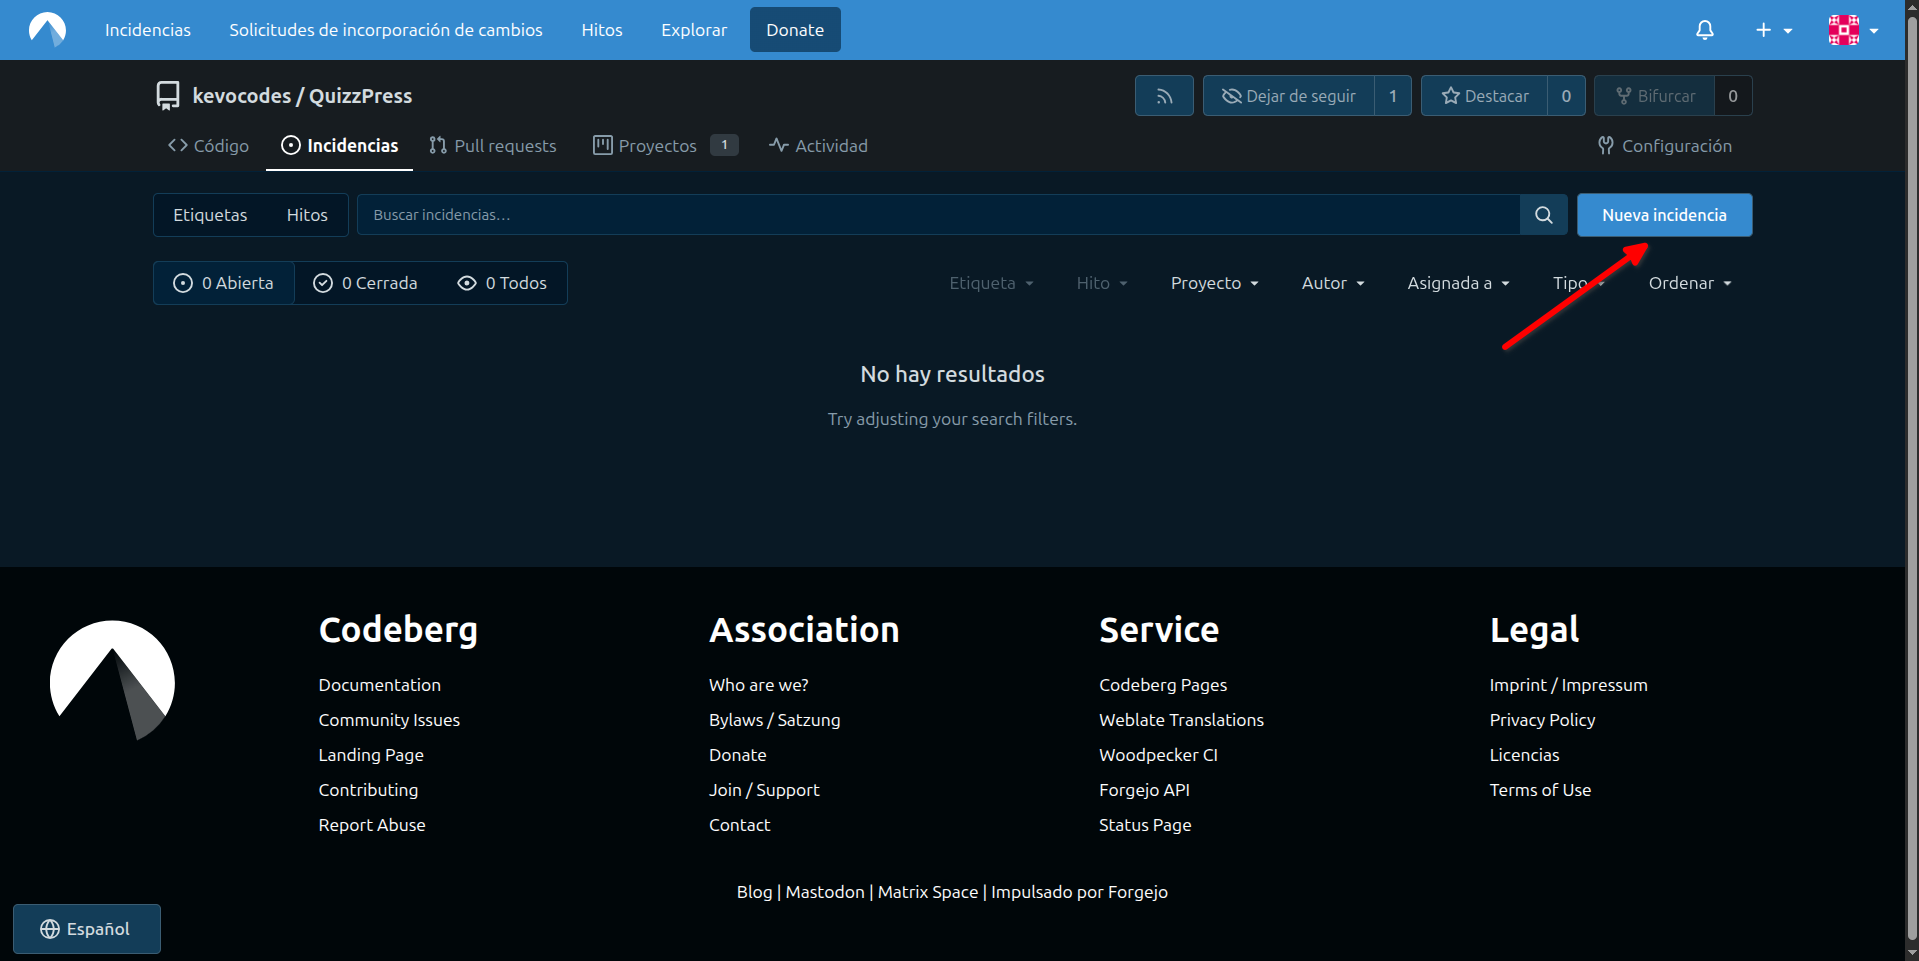 Incidencias Solicitudes de incorporación de cambios Hitos Explorar Donate
kevocodes / QuizzPress
Dejar de seguir 1 Destacar 0 Bifurcar 0
Código Incidencias Pull requests Proyectos 1 Actividad Configuración
Etiquetas Hitos Buscar incidencias… Nueva incidencia
0 Abierta 0 Cerrada 0 Todos Etiqueta Hito Proyecto Autor Asignada a Tipo Ordenar
No hay resultados
Try adjusting your search filters.
Codeberg
Documentation
Community Issues
Landing Page
Contributing
Report Abuse
Association
Who are we?
Bylaws / Satzung
Donate
Join / Support
Contact
Service
Codeberg Pages
Weblate Translations
Woodpecker CI
Forgejo API
Status Page
Legal
Imprint / Impressum
Privacy Policy
Licencias
Terms of Use
Blog | Mastodon | Matrix Space | Impulsado por Forgejo
Español